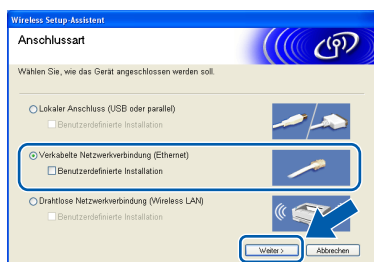 Wireless Setup-Assistent
Anschlussart
Wählen Sie, wie das Gerät angeschlossen werden soll.
Lokaler Anschluss (USB oder parallel)
Benutzerdefinierte Installation
Verkabelte Netzwerkverbindung (Ethernet)
Benutzerdefinierte Installation
Drahtlose Netzwerkverbindung (Wireless LAN)
Benutzerdefinierte Installation
Weiter >
Abbrechen